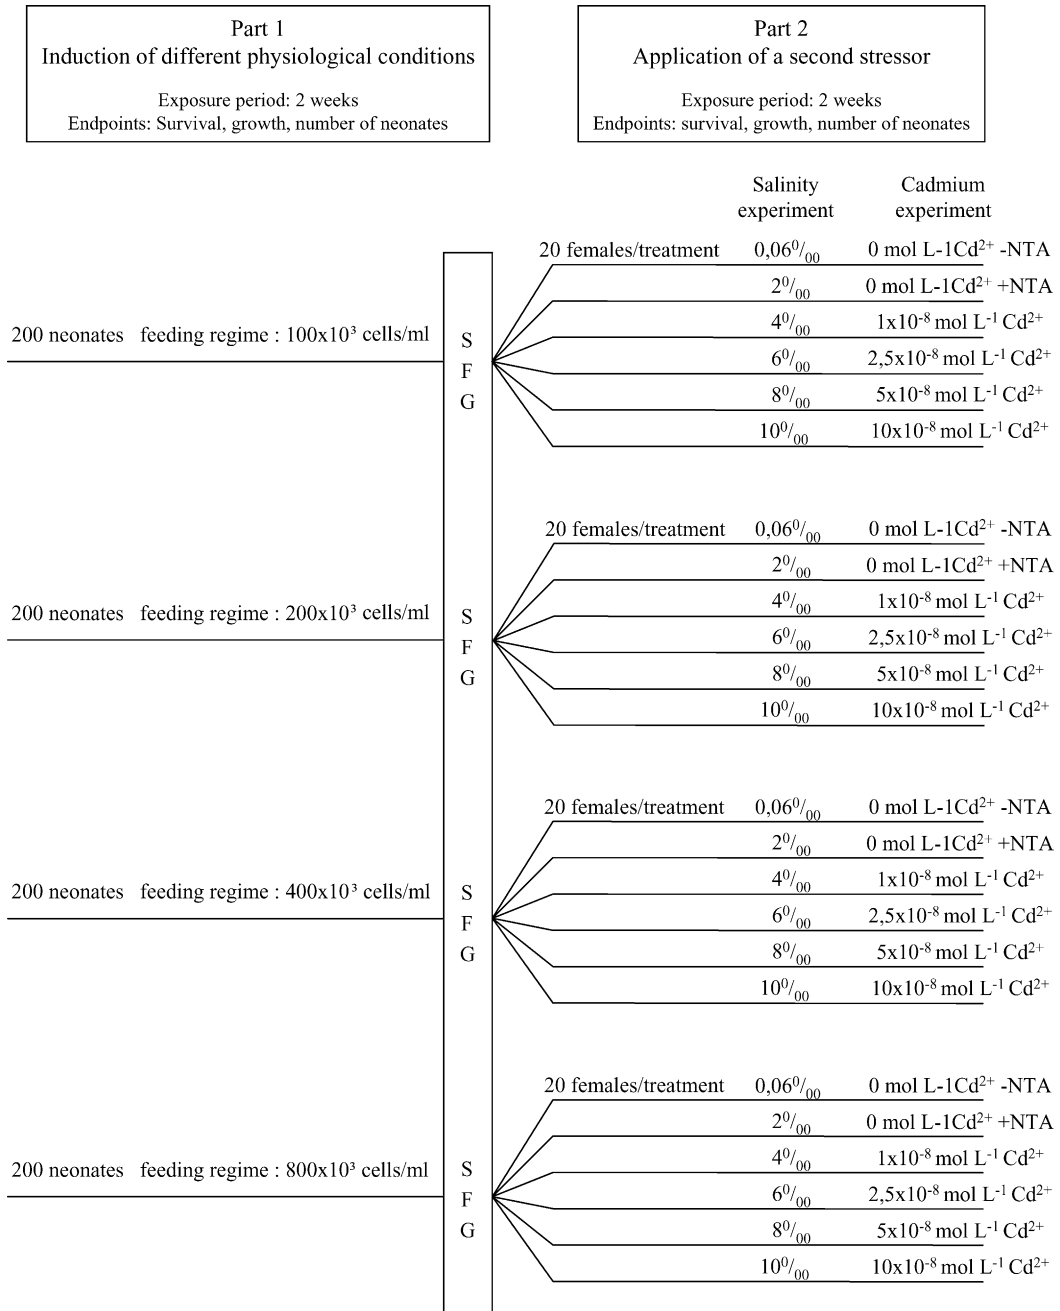 Part 1
Induction of different physiological conditions
Exposure period: 2 weeks
Endpoints: Survival, growth, number of neonates
Part 2
Application of a second stressor
Exposure period: 2 weeks
Endpoints: survival, growth, number of neonates
Salinity
experiment
Cadmium
experiment
200 neonates feeding regime : 100x10³ cells/ml
S
F
G
20 females/treatment 0,06⁰/₀₀ 0 mol L-1Cd²⁺ -NTA
2⁰/₀₀ 0 mol L-1Cd²⁺ +NTA
4⁰/₀₀ 1x10⁻⁸ mol L⁻¹ Cd²⁺
6⁰/₀₀ 2,5x10⁻⁸ mol L⁻¹ Cd²⁺
8⁰/₀₀ 5x10⁻⁸ mol L⁻¹ Cd²⁺
10⁰/₀₀ 10x10⁻⁸ mol L⁻¹ Cd²⁺
200 neonates feeding regime : 200x10³ cells/ml
S
F
G
20 females/treatment 0,06⁰/₀₀ 0 mol L-1Cd²⁺ -NTA
2⁰/₀₀ 0 mol L-1Cd²⁺ +NTA
4⁰/₀₀ 1x10⁻⁸ mol L⁻¹ Cd²⁺
6⁰/₀₀ 2,5x10⁻⁸ mol L⁻¹ Cd²⁺
8⁰/₀₀ 5x10⁻⁸ mol L⁻¹ Cd²⁺
10⁰/₀₀ 10x10⁻⁸ mol L⁻¹ Cd²⁺
200 neonates feeding regime : 400x10³ cells/ml
S
F
G
20 females/treatment 0,06⁰/₀₀ 0 mol L-1Cd²⁺ -NTA
2⁰/₀₀ 0 mol L-1Cd²⁺ +NTA
4⁰/₀₀ 1x10⁻⁸ mol L⁻¹ Cd²⁺
6⁰/₀₀ 2,5x10⁻⁸ mol L⁻¹ Cd²⁺
8⁰/₀₀ 5x10⁻⁸ mol L⁻¹ Cd²⁺
10⁰/₀₀ 10x10⁻⁸ mol L⁻¹ Cd²⁺
200 neonates feeding regime : 800x10³ cells/ml
S
F
G
20 females/treatment 0,06⁰/₀₀ 0 mol L-1Cd²⁺ -NTA
2⁰/₀₀ 0 mol L-1Cd²⁺ +NTA
4⁰/₀₀ 1x10⁻⁸ mol L⁻¹ Cd²⁺
6⁰/₀₀ 2,5x10⁻⁸ mol L⁻¹ Cd²⁺
8⁰/₀₀ 5x10⁻⁸ mol L⁻¹ Cd²⁺
10⁰/₀₀ 10x10⁻⁸ mol L⁻¹ Cd²⁺